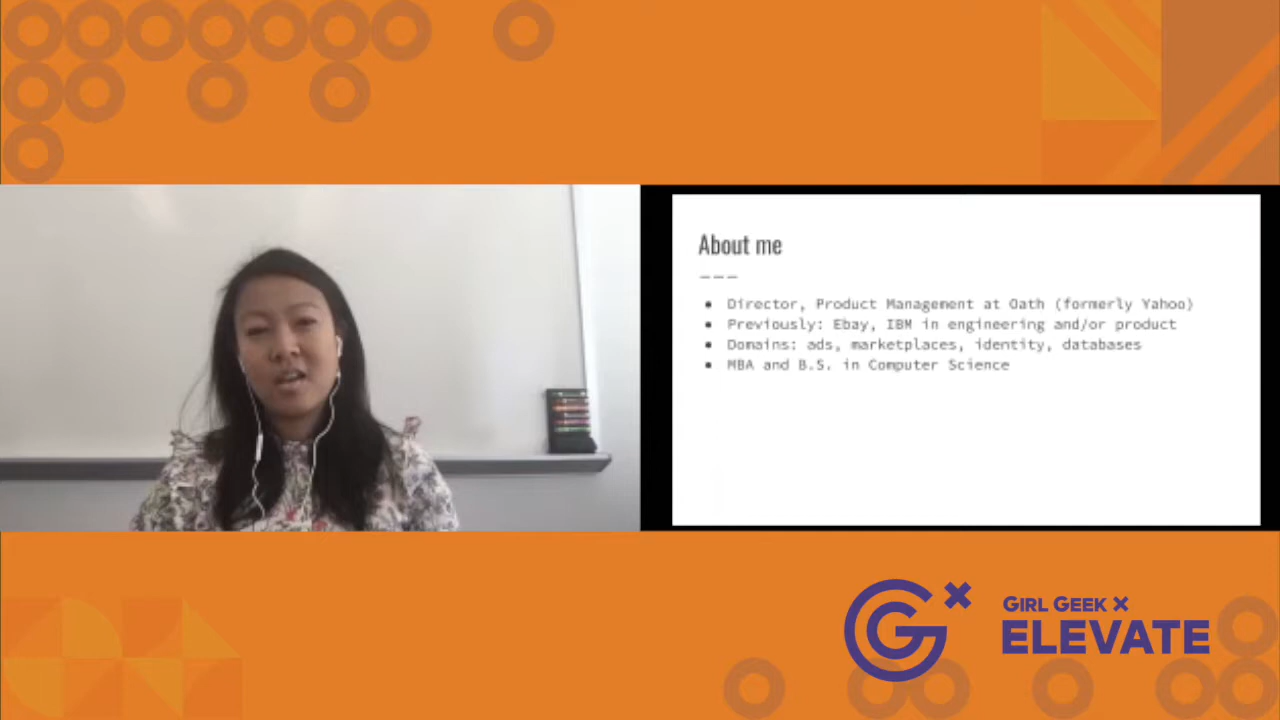 About me
---
● Director, Product Management at Oath (formerly Yahoo)
● Previously: Ebay, IBM in engineering and/or product
● Domains: ads, marketplaces, identity, databases
● MBA and B.S. in Computer Science
GIRL GEEK X
ELEVATE